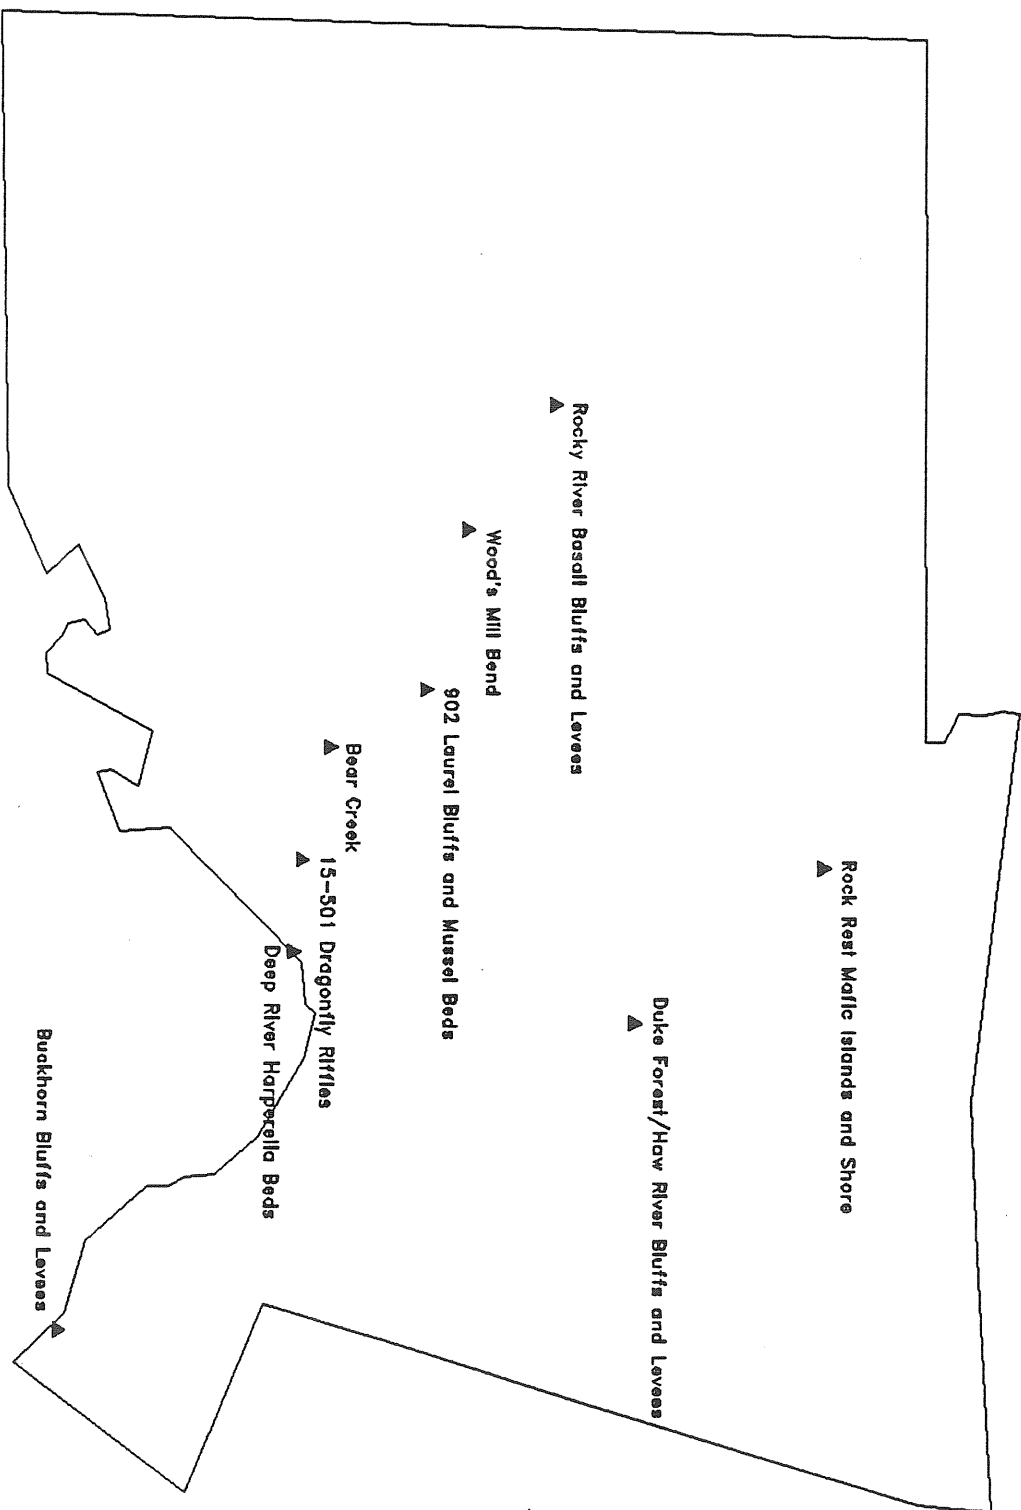 Rock Rest Mafic Islands and Shore
Duke Forest/Haw River Bluffs and Levees
Rocky River Basalt Bluffs and Levees
Wood's Mill Bend
902 Laurel Bluffs and Mussel Beds
Bear Creek
15-501 Dragonfly Riffles
Deep River Harperella Beds
Buckhorn Bluffs and Levees